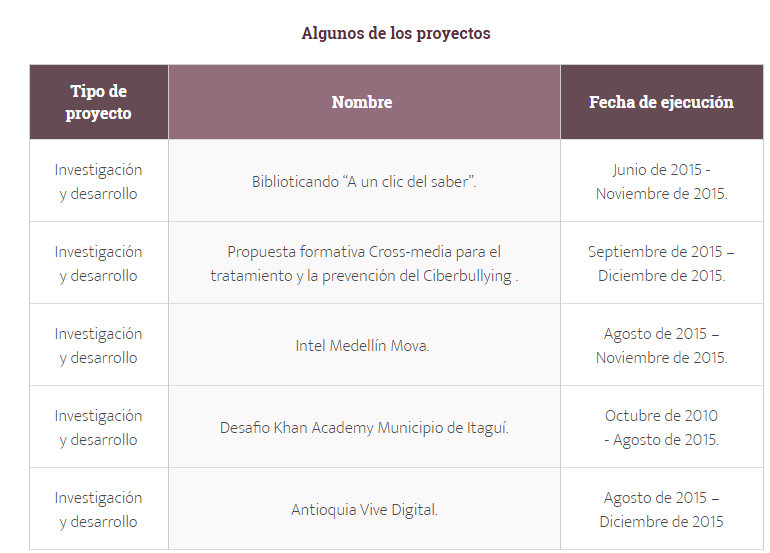 Algunos de los proyectos
Tipo de
proyecto
Nombre
Fecha de ejecución
Investigación
y desarrollo
Biblioticando “A un clic del saber”.
Junio de 2015 -
Noviembre de 2015.
Investigación
y desarrollo
Propuesta formativa Cross-media para el
tratamiento y la prevención del Ciberbullying .
Septiembre de 2015 –
Diciembre de 2015.
Investigación
y desarrollo
Intel Medellín Mova.
Agosto de 2015 –
Noviembre de 2015.
Investigación
y desarrollo
Desafio Khan Academy Municipio de Itaguí.
Octubre de 2010
- Agosto de 2015.
Investigación
y desarrollo
Antioquia Vive Digital.
Agosto de 2015 –
Diciembre de 2015